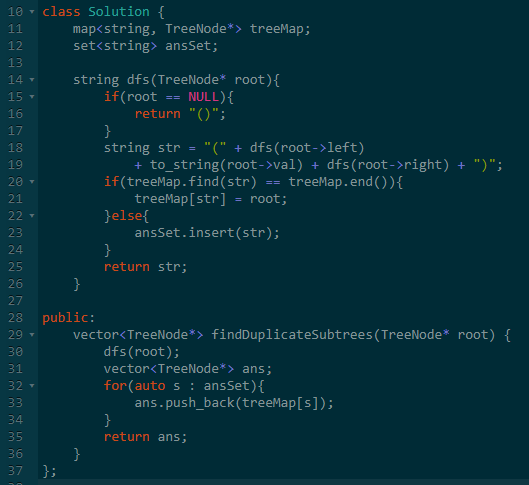 10 class Solution {
11     map<string, TreeNode*> treeMap;
12     set<string> ansSet;
13
14     string dfs(TreeNode* root){
15         if(root == NULL){
16             return "()";
17         }
18         string str = "(" + dfs(root->left)
19             + to_string(root->val) + dfs(root->right) + ")";
20         if(treeMap.find(str) == treeMap.end()){
21             treeMap[str] = root;
22         }else{
23             ansSet.insert(str);
24         }
25         return str;
26     }
27
28 public:
29     vector<TreeNode*> findDuplicateSubtrees(TreeNode* root) {
30         dfs(root);
31         vector<TreeNode*> ans;
32         for(auto s : ansSet){
33             ans.push_back(treeMap[s]);
34         }
35         return ans;
36     }
37 };